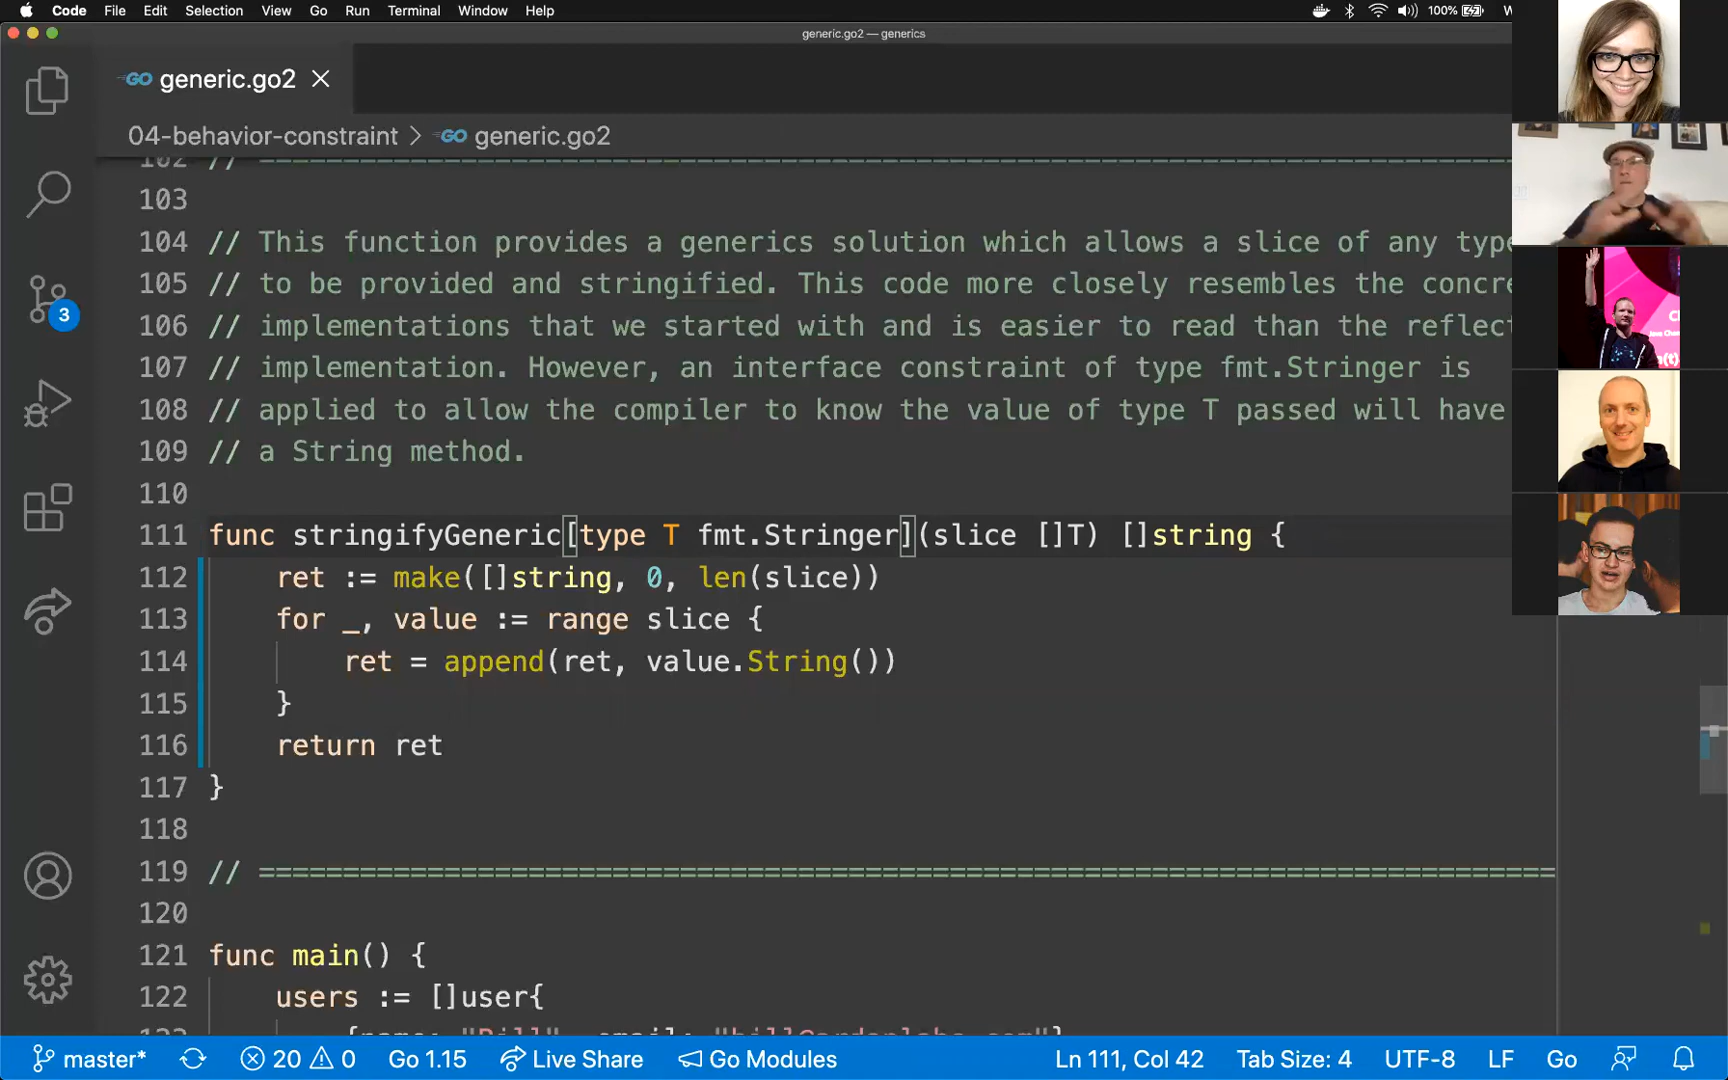 Code File Edit Selection View Go Run Terminal Window Help 100%
generic.go2 — generics
GO generic.go2
04-behavior-constraint > GO generic.go2
102 // ==========================================================================
103
104 // This function provides a generics solution which allows a slice of any type
105 // to be provided and stringified. This code more closely resembles the concre
106 // implementations that we started with and is easier to read than the reflect
107 // implementation. However, an interface constraint of type fmt.Stringer is
108 // applied to allow the compiler to know the value of type T passed will have
109 // a String method.
110
111 func stringifyGeneric[type T fmt.Stringer](slice []T) []string {
112 ret := make([]string, 0, len(slice))
113 for _, value := range slice {
114 ret = append(ret, value.String())
115 }
116 return ret
117 }
118
119 // =============================================================================
120
121 func main() {
122 users := []user{
3
master* 20 0 Go 1.15 Live Share Go Modules Ln 111, Col 42 Tab Size: 4 UTF-8 LF Go